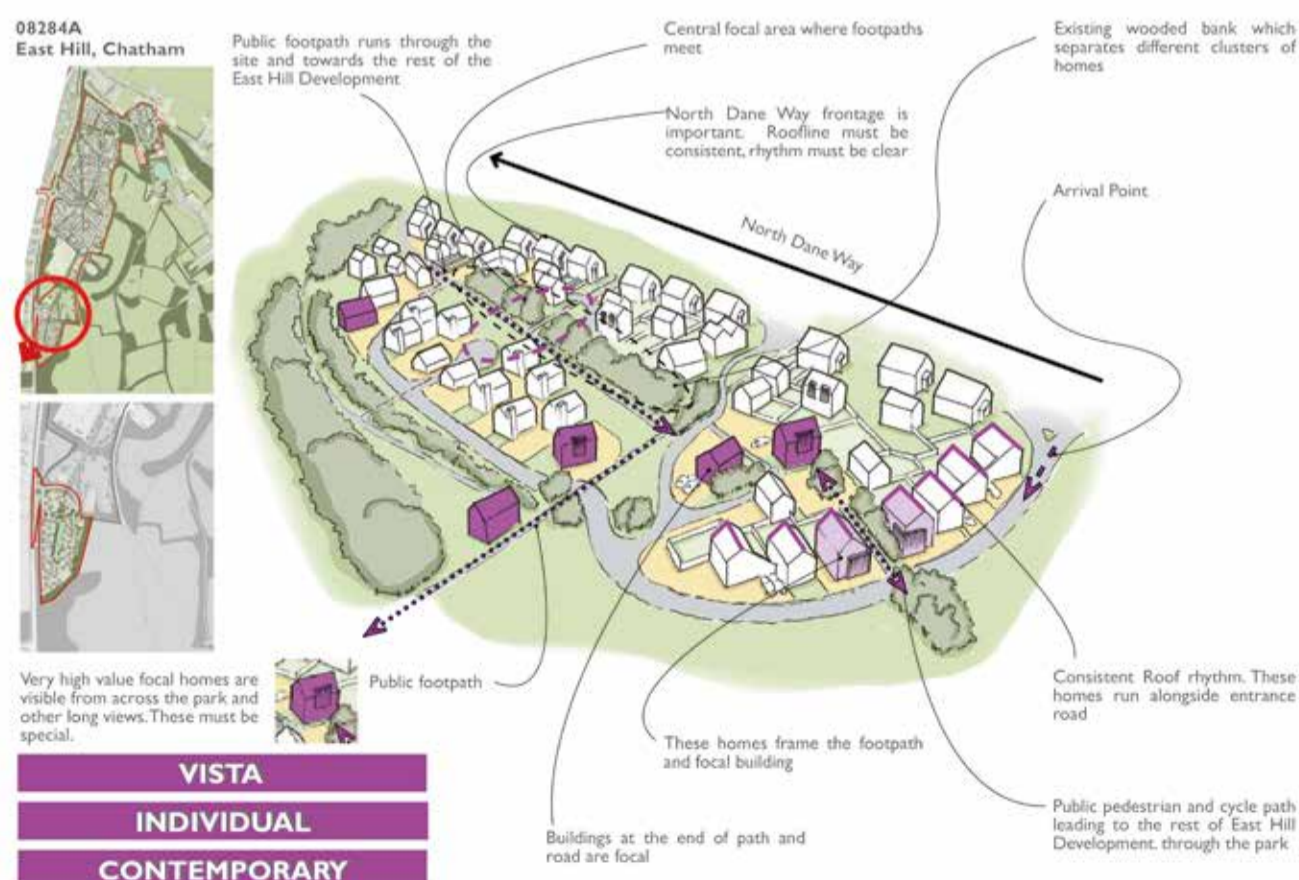 08284A
East Hill, Chatham
Public footpath runs through the
site and towards the rest of the
East Hill Development
Central focal area where footpaths
meet
Existing wooded bank which
separates different clusters of
homes
North Dane Way frontage is
important. Roofline must be
consistent, rhythm must be clear
Arrival Point
North Dane Way
Very high value focal homes are
visible from across the park and
other long views. These must be
special.
Public footpath
Consistent Roof rhythm. These
homes run alongside entrance
road
These homes frame the footpath
and focal building
VISTA
INDIVIDUAL
CONTEMPORARY
Buildings at the end of path and
road are focal
Public pedestrian and cycle path
leading to the rest of East Hill
Development. through the park